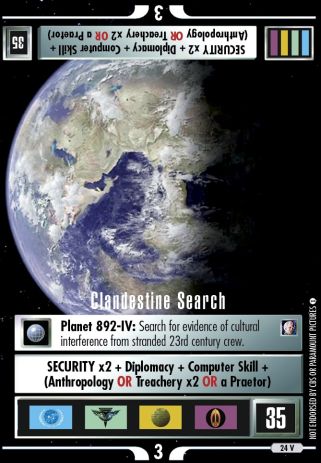 3
SECURITY x2 + Diplomacy + Computer Skill +
(Anthropology OR Treachery x2 OR a Praetor)
35
Clandestine Search
Planet 892-IV: Search for evidence of cultural
interference from stranded 23rd century crew.
SECURITY x2 + Diplomacy + Computer Skill +
(Anthropology OR Treachery x2 OR a Praetor)
35
3
24 V
NOT ENDORSED BY CBS OR PARAMOUNT PICTURES